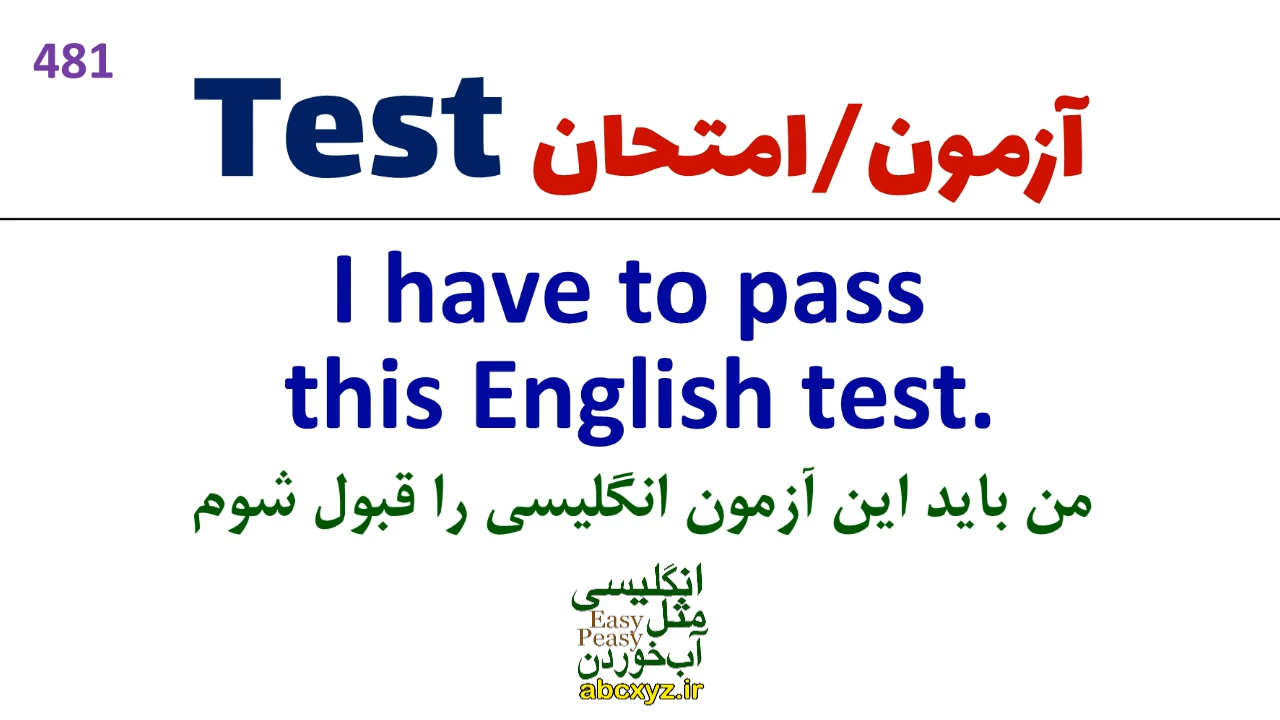 481
Test آزمون/امتحان
I have to pass
this English test.
من باید این آزمون انگلیسی را قبول شوم
انگلیسی
مثل Easy
Peasy
آب‌خوردن
abcxyz.ir